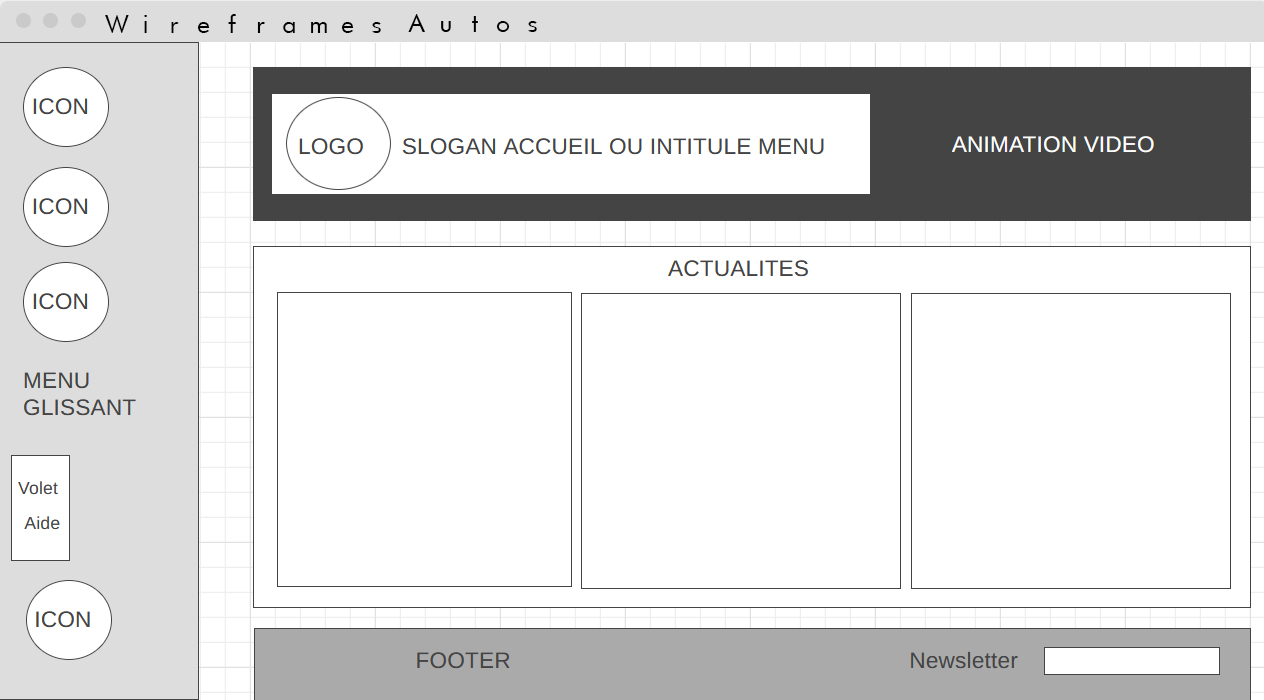 Wireframes Autos
ICON
ICON
ICON
MENU
GLISSANT
Volet
Aide
ICON
LOGO
SLOGAN ACCUEIL OU INTITULE MENU
ANIMATION VIDEO
ACTUALITES
FOOTER
Newsletter